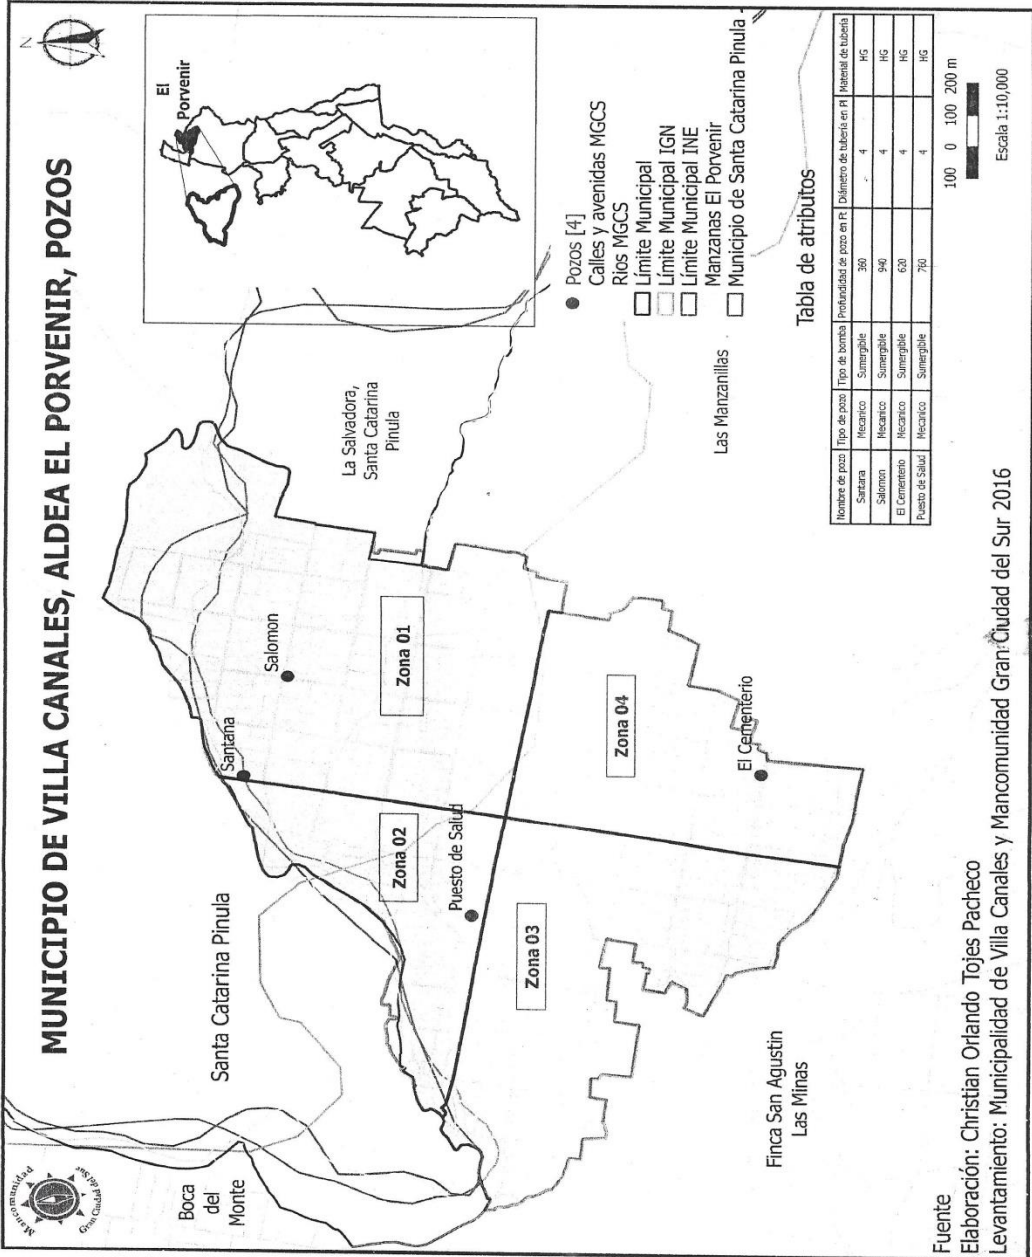 MUNICIPIO DE VILLA CANALES, ALDEA EL PORVENIR, POZOS
Mancomunidad
Gran Ciudad del Sur
N
El
Porvenir
Boca
del
Monte
Santa Catarina Pinula
Santana
Salomon
La Salvadora,
Santa Catarina
Pinula
Zona 02
Zona 01
Puesto de Salud
Zona 03
Zona 04
El Cementerio
Las Manzanillas
Finca San Agustin
Las Minas
Pozos [4]
Calles y avenidas MGCS
Rios MGCS
Límite Municipal
Límite Municipal IGN
Límite Municipal INE
Manzanas El Porvenir
Municipio de Santa Catarina Pinula
Tabla de atributos
Nombre de pozo Tipo de pozo Tipo de bomba Profundidad de pozo en Ft Diámetro de tubería en Pl Material de tubería
Santana Mecanico Sumergible 360 4 HG
Salomon Mecanico Sumergible 940 4 HG
El Cementerio Mecanico Sumergible 620 4 HG
Puesto de Salud Mecanico Sumergible 760 4 HG
100 0 100 200 m
Escala 1:10,000
Fuente
Elaboración: Christian Orlando Tojes Pacheco
Levantamiento: Municipalidad de Villa Canales y Mancomunidad Gran Ciudad del Sur 2016